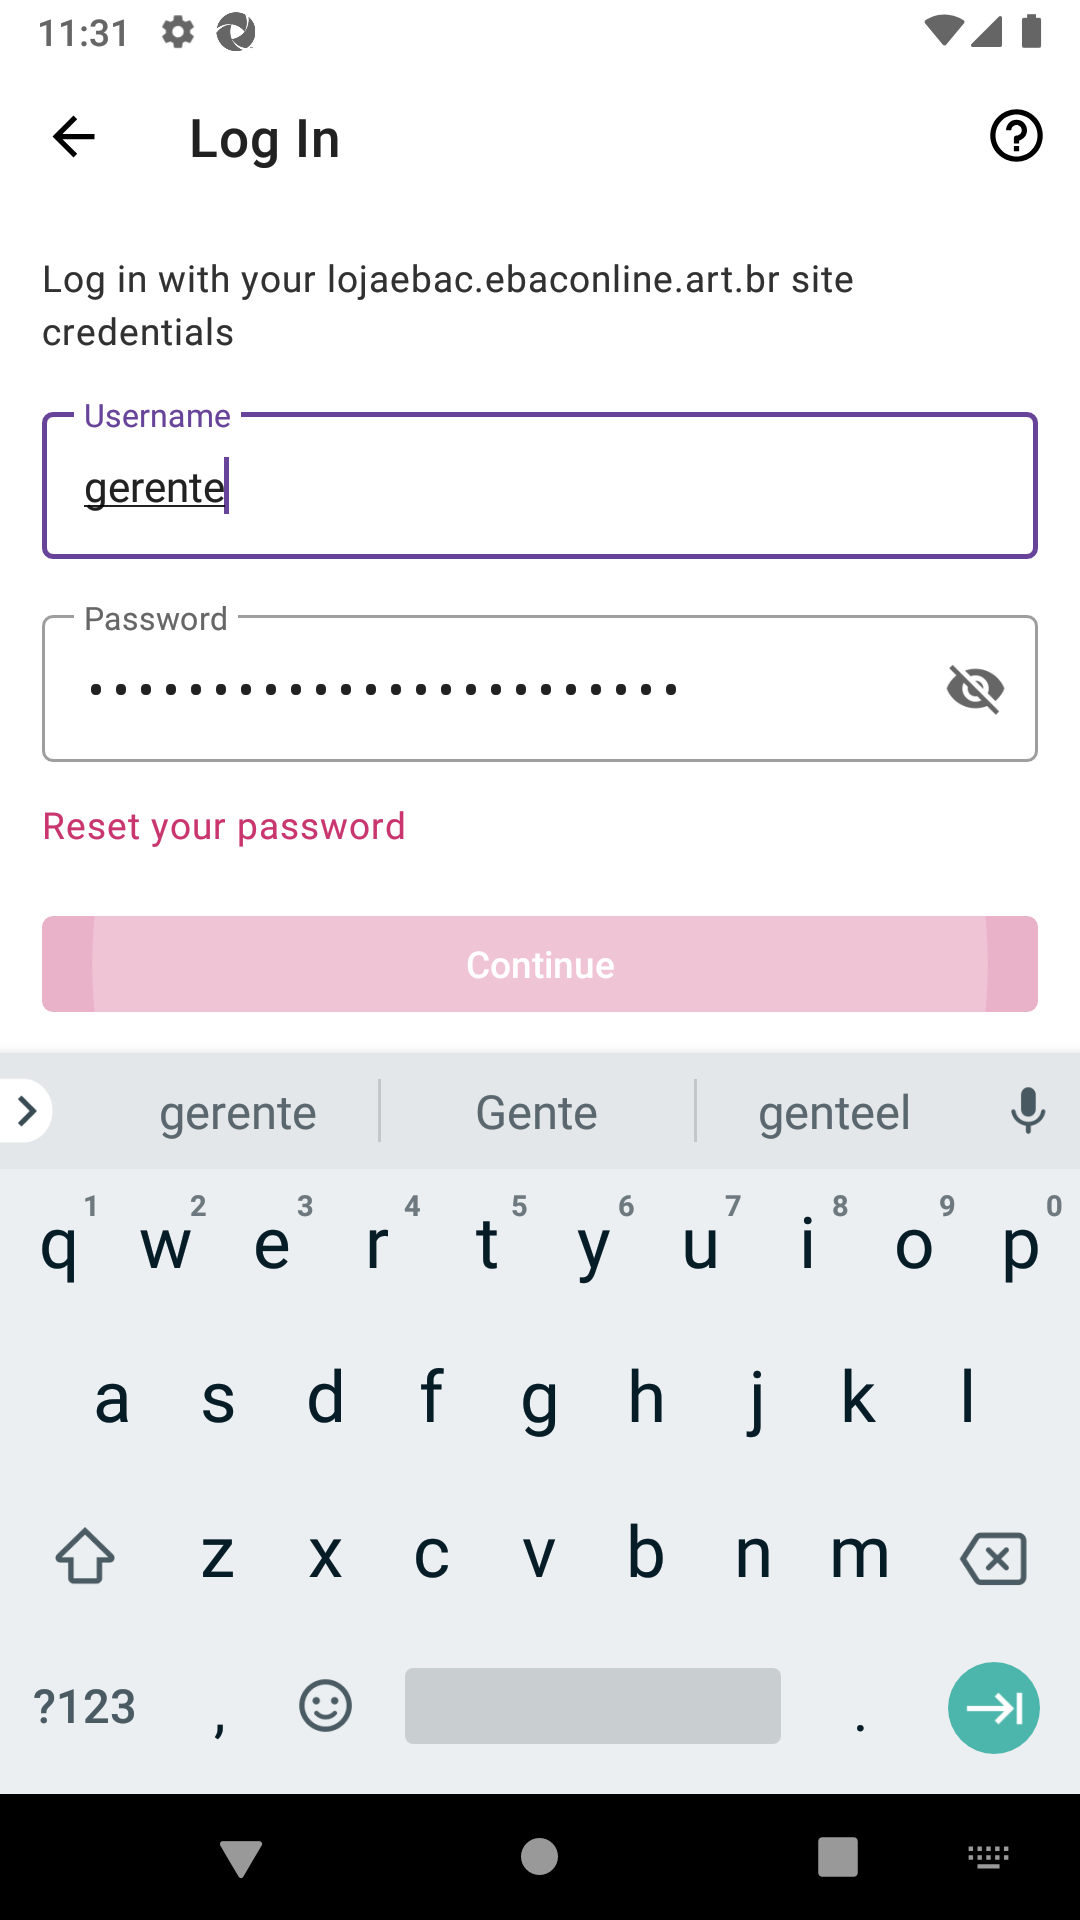 11:31
Log In
Log in with your lojaebac.ebaconline.art.br site
credentials
Username
gerente
Password
••••••••••••••••••••••••
Reset your password
Continue
gerente Gente genteel
1 2 3 4 5 6 7 8 9 0
q w e r t y u i o p
a s d f g h j k l
z x c v b n m
?123 , .